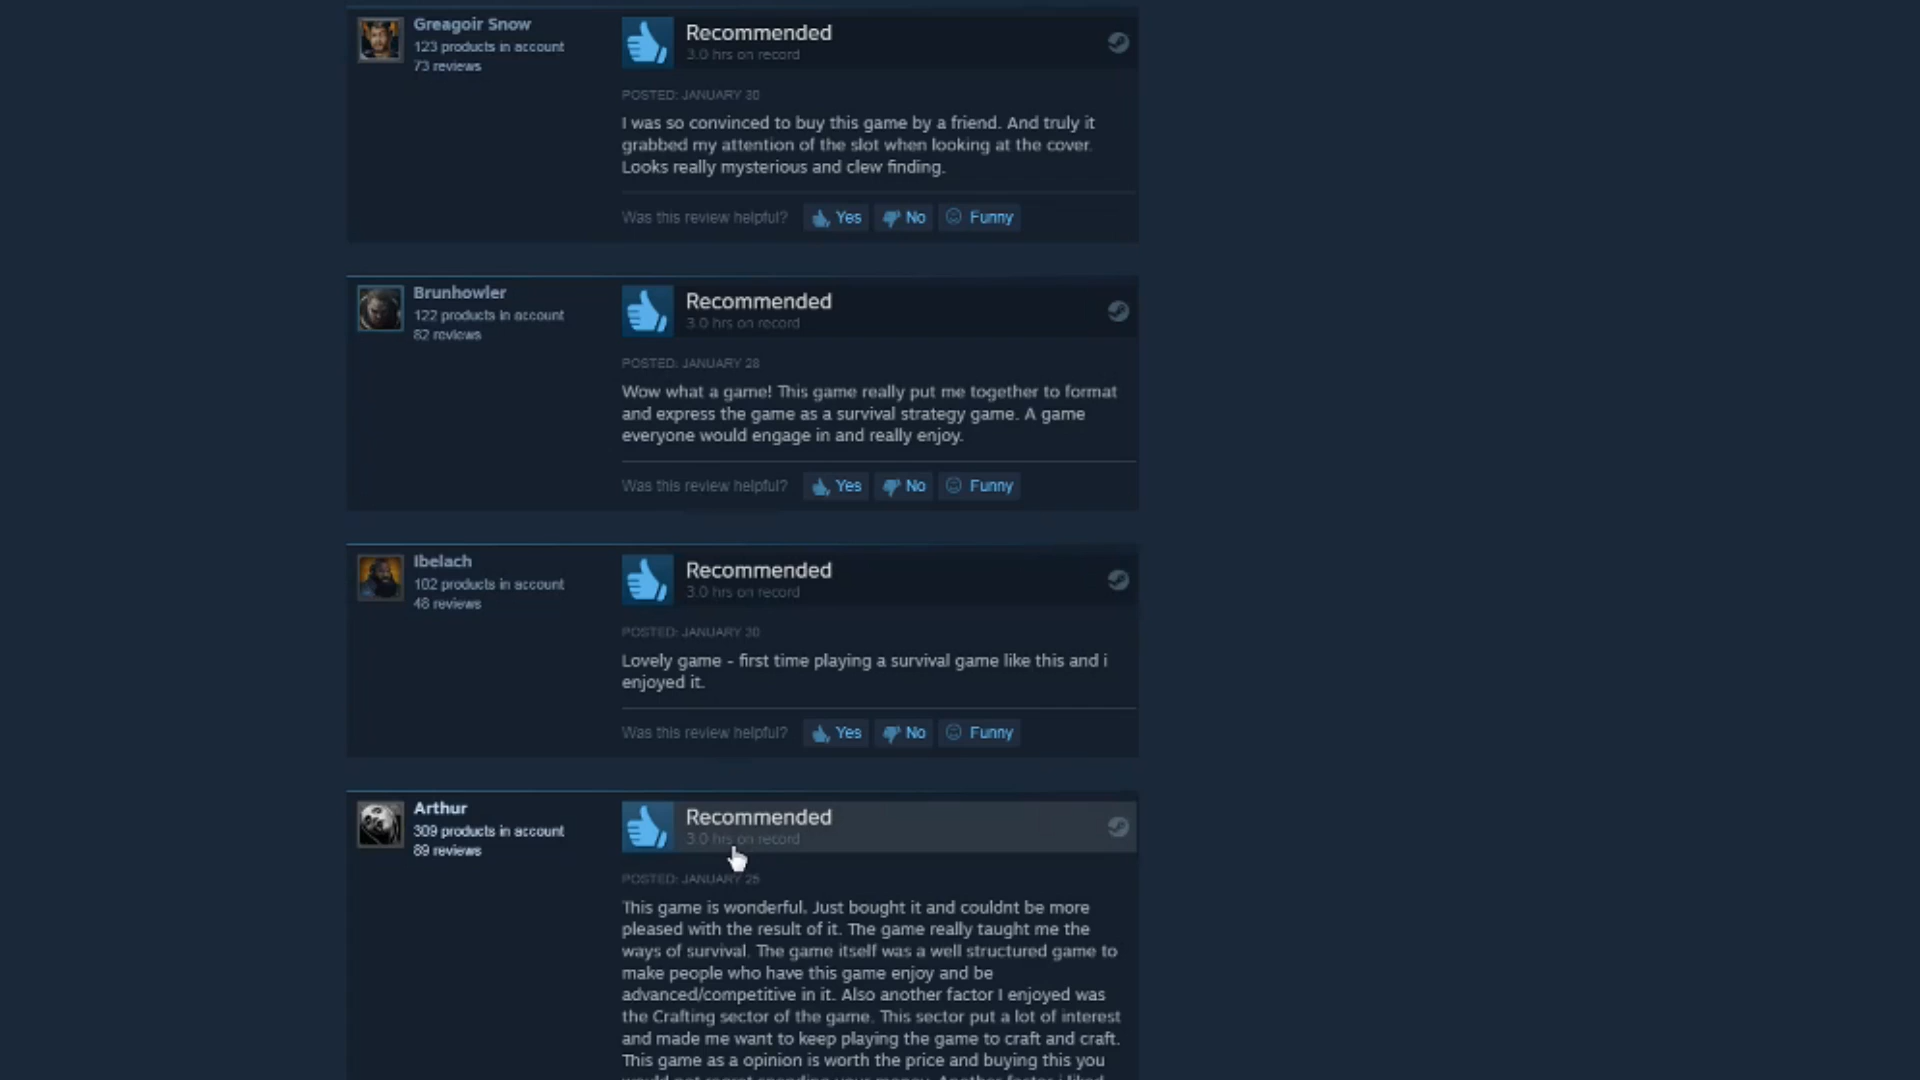 Greagoir Snow
123 products in account
73 reviews
Recommended
3.0 hrs on record
POSTED: JANUARY 30
I was so convinced to buy this game by a friend. And truly it
grabbed my attention of the slot when looking at the cover.
Looks really mysterious and clew finding.
Was this review helpful? Yes No Funny
Brunhowler
122 products in account
62 reviews
Recommended
3.0 hrs on record
POSTED: JANUARY 28
Wow what a game! This game really put me together to format
and express the game as a survival strategy game. A game
everyone would engage in and really enjoy.
Was this review helpful? Yes No Funny
Ibelach
102 products in account
48 reviews
Recommended
3.0 hrs on record
POSTED: JANUARY 30
Lovely game - first time playing a survival game like this and i
enjoyed it.
Was this review helpful? Yes No Funny
Arthur
309 products in account
89 reviews
Recommended
3.0 hrs on record
POSTED: JANUARY 25
This game is wonderful. Just bought it and couldnt be more
pleased with the result of it. The game really taught me the
ways of survival. The game itself was a well structured game to
make people who have this game enjoy and be
advanced/competitive in it. Also another factor I enjoyed was
the Crafting sector of the game. This sector put a lot of interest
and made me want to keep playing the game to craft and craft.
This game as a opinion is worth the price and buying this you